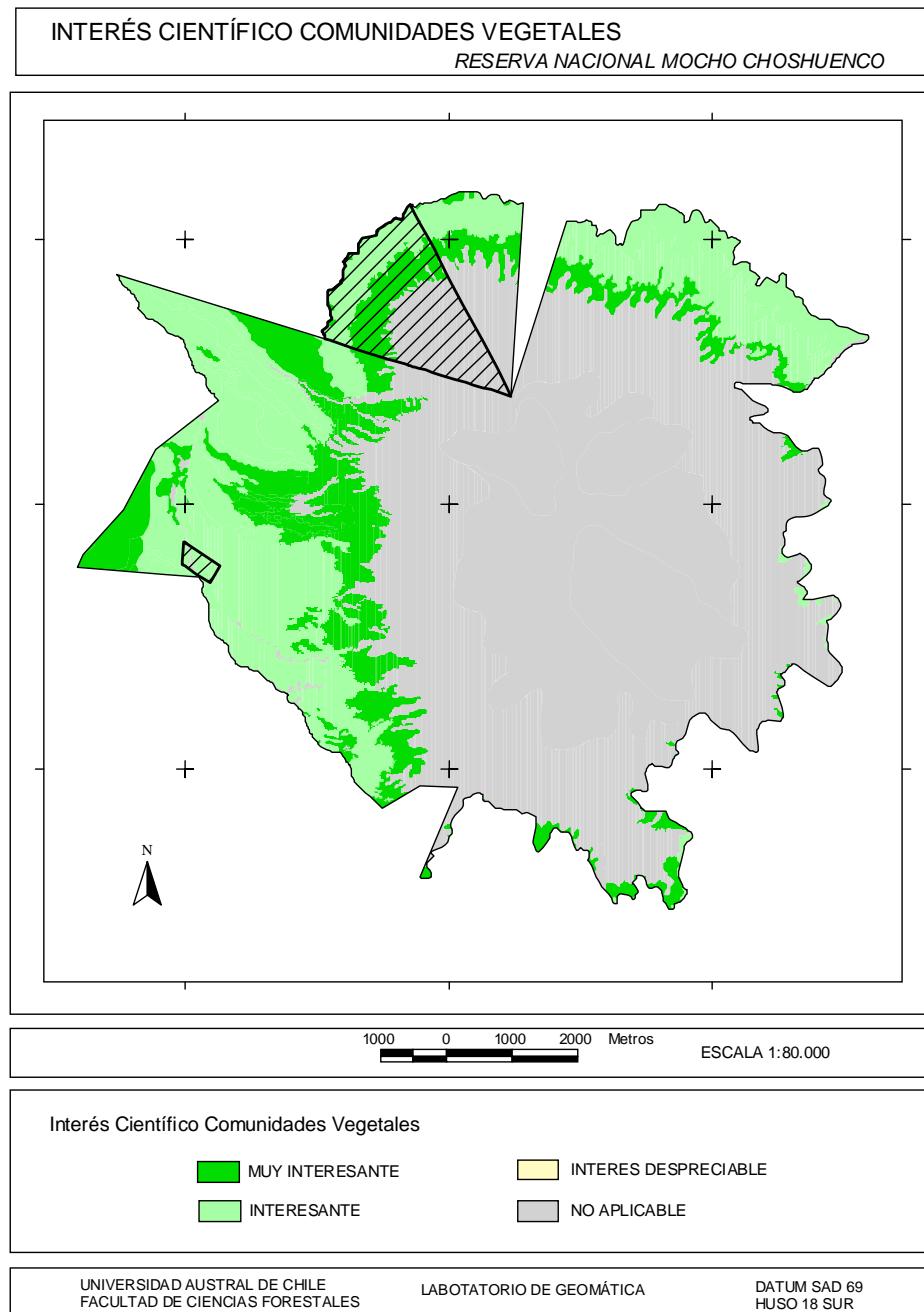 INTERÉS CIENTÍFICO COMUNIDADES VEGETALES
RESERVA NACIONAL MOCHO CHOSHUENCO
N
1000 0 1000 2000 Metros
ESCALA 1:80.000
Interés Científico Comunidades Vegetales
MUY INTERESANTE
INTERES DESPRECIABLE
INTERESANTE
NO APLICABLE
UNIVERSIDAD AUSTRAL DE CHILE
FACULTAD DE CIENCIAS FORESTALES
LABOTATORIO DE GEOMÁTICA
DATUM SAD 69
HUSO 18 SUR